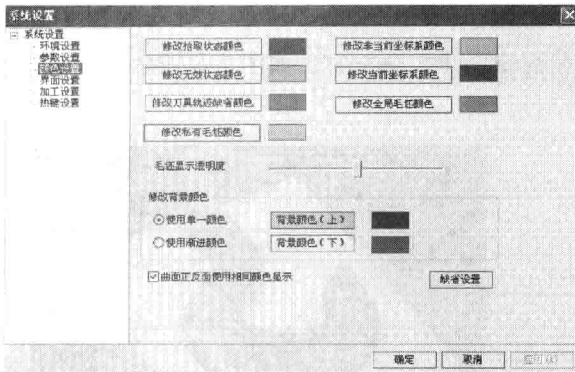 系统设置
系统设置
环境设置
参数设置
颜色设置
界面设置
加工设置
热键设置
修改拾取状态颜色
修改非当前坐标系颜色
修改无效状态颜色
修改当前坐标系颜色
修改刀具轨迹缺省颜色
修改全局毛坯颜色
修改私有毛坯颜色
毛坯显示透明度
修改背景颜色
使用单一颜色
背景颜色(上)
使用渐进颜色
背景颜色(下)
曲面正反面使用相同颜色显示
缺省设置
确定
取消
应用(A)